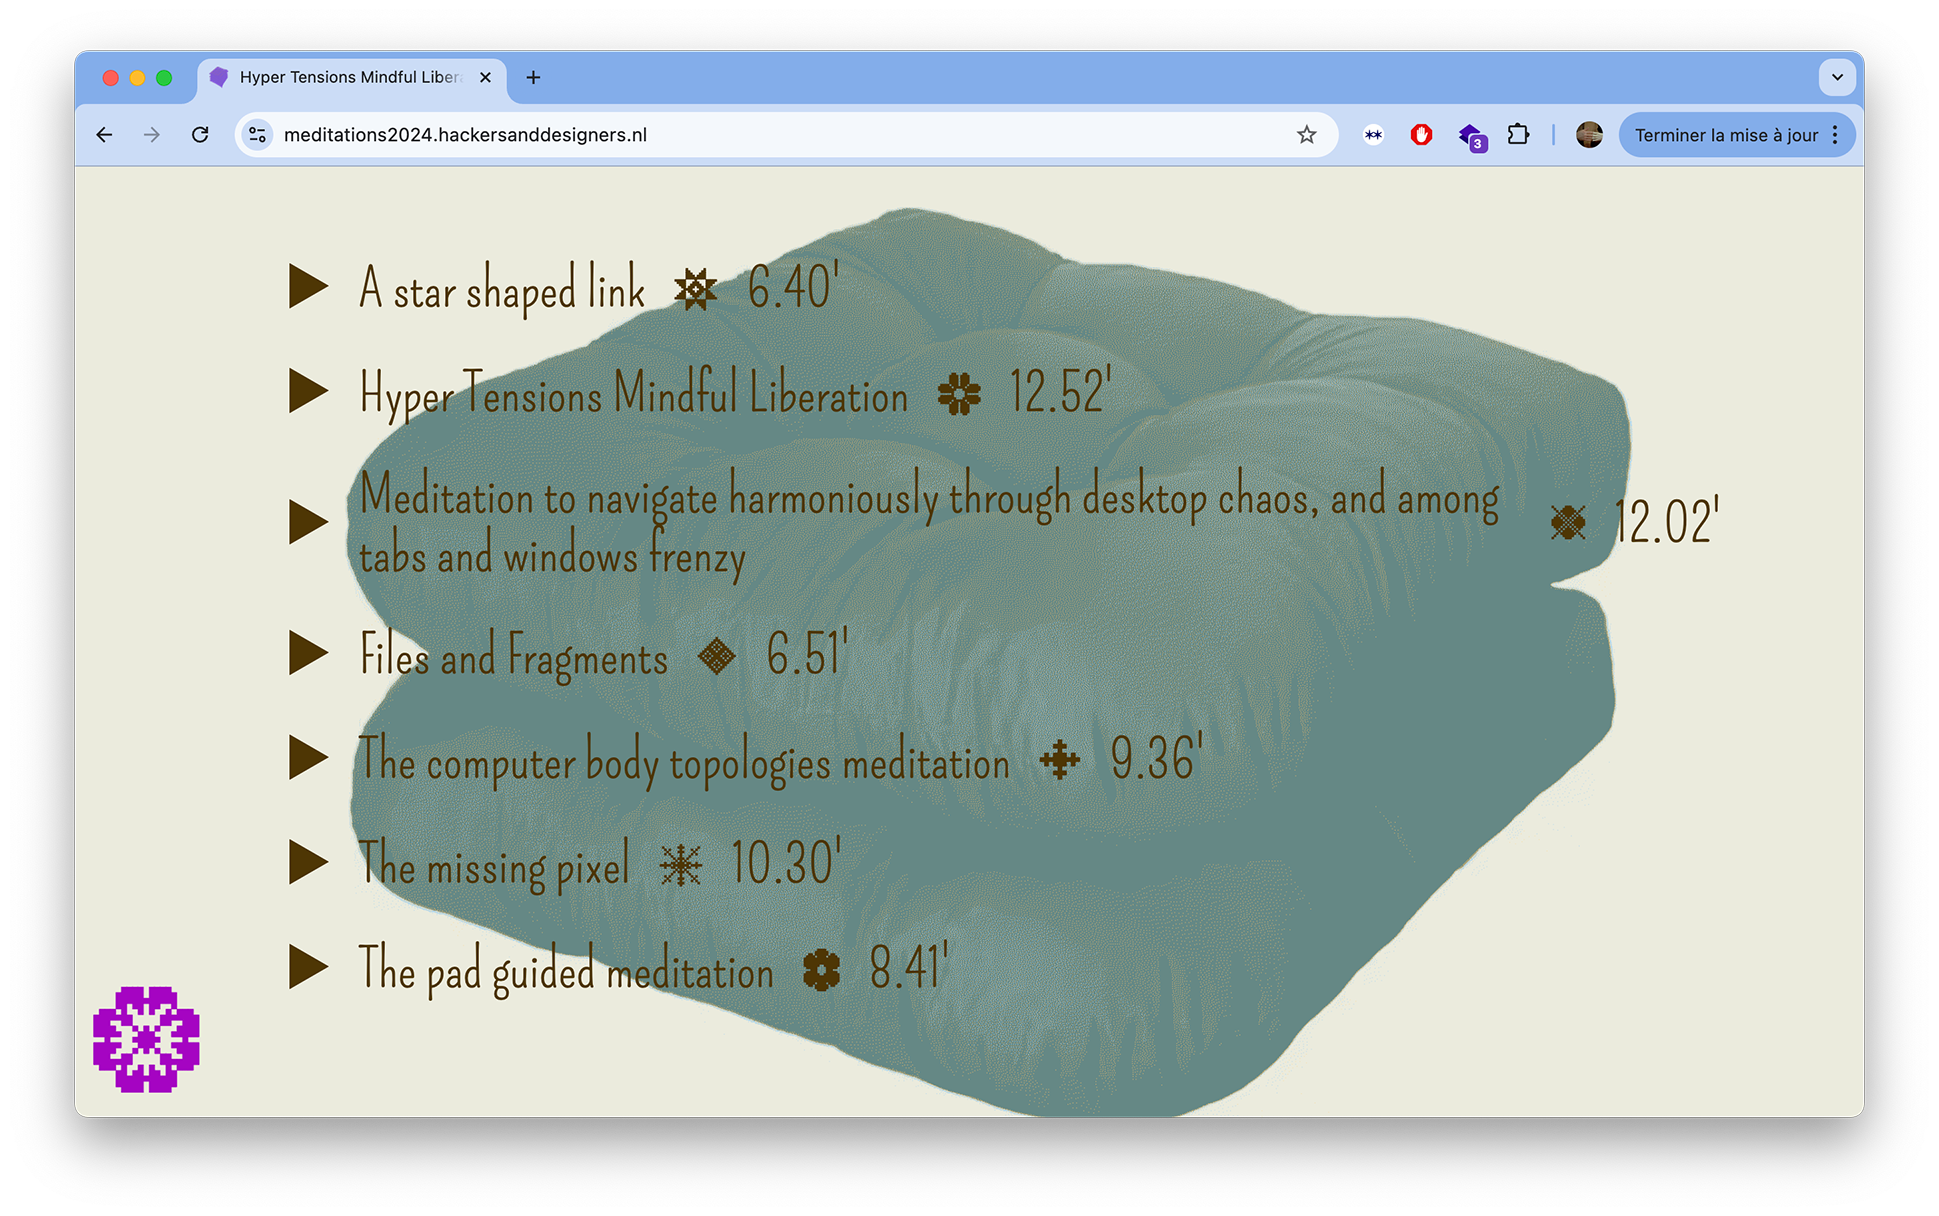 Hyper Tensions Mindful Liber
meditations2024.hackersanddesigners.nl
3
Terminer la mise à jour
A star shaped link 6.40'
Hyper Tensions Mindful Liberation 12.52'
Meditation to navigate harmoniously through desktop chaos, and among
tabs and windows frenzy
12.02'
Files and Fragments 6.51'
The computer body topologies meditation 9.36'
The missing pixel 10.30'
The pad guided meditation 8.41'